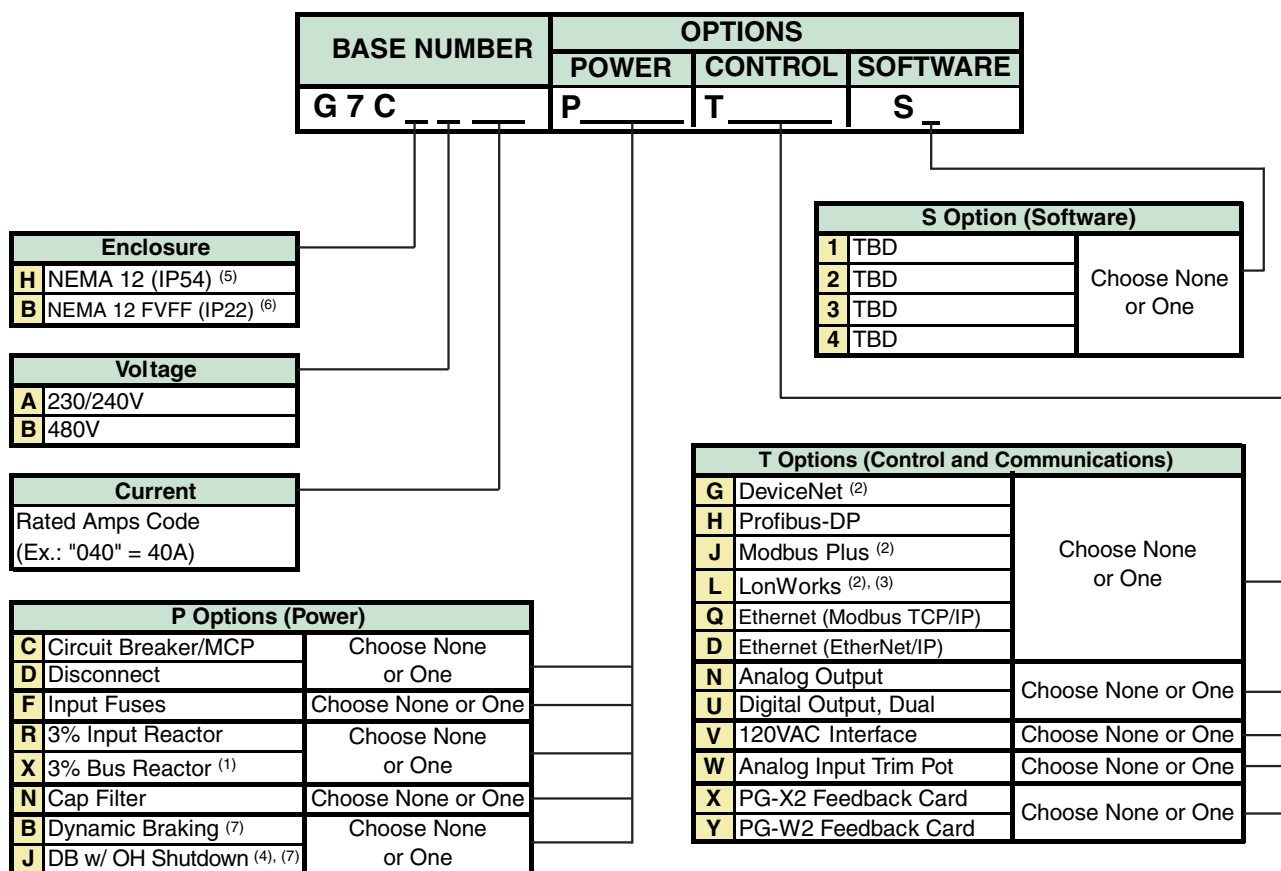 BASE NUMBER
OPTIONS
POWER CONTROL SOFTWARE
G 7 C _ _ __ P______ T______ S _
Enclosure
H NEMA 12 (IP54) (5)
B NEMA 12 FVFF (IP22) (6)
Voltage
A 230/240V
B 480V
Current
Rated Amps Code
(Ex.: "040" = 40A)
P Options (Power)
C Circuit Breaker/MCP
D Disconnect
Choose None
or One
F Input Fuses Choose None or One
R 3% Input Reactor
X 3% Bus Reactor (1)
Choose None
or One
N Cap Filter Choose None or One
B Dynamic Braking (7)
J DB w/ OH Shutdown (4), (7)
Choose None
or One
S Option (Software)
1 TBD
2 TBD
3 TBD
4 TBD
Choose None
or One
T Options (Control and Communications)
G DeviceNet (2)
H Profibus-DP
J Modbus Plus (2)
L LonWorks (2), (3)
Q Ethernet (Modbus TCP/IP)
D Ethernet (EtherNet/IP)
Choose None
or One
N Analog Output
U Digital Output, Dual
Choose None or One
V 120VAC Interface Choose None or One
W Analog Input Trim Pot Choose None or One
X PG-X2 Feedback Card
Y PG-W2 Feedback Card
Choose None or One